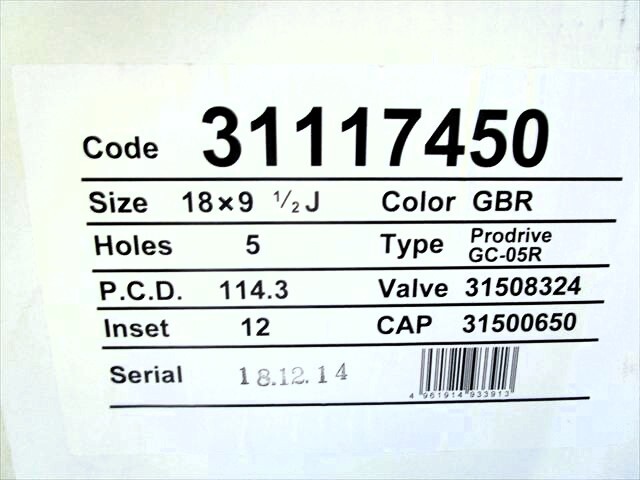 Code 31117450
Size 18×9 1/2J Color GBR
Holes 5 Type Prodrive
GC-05R
P.C.D. 114.3 Valve 31508324
Inset 12 CAP 31500650
Serial 18.12.14
4 961914 933913